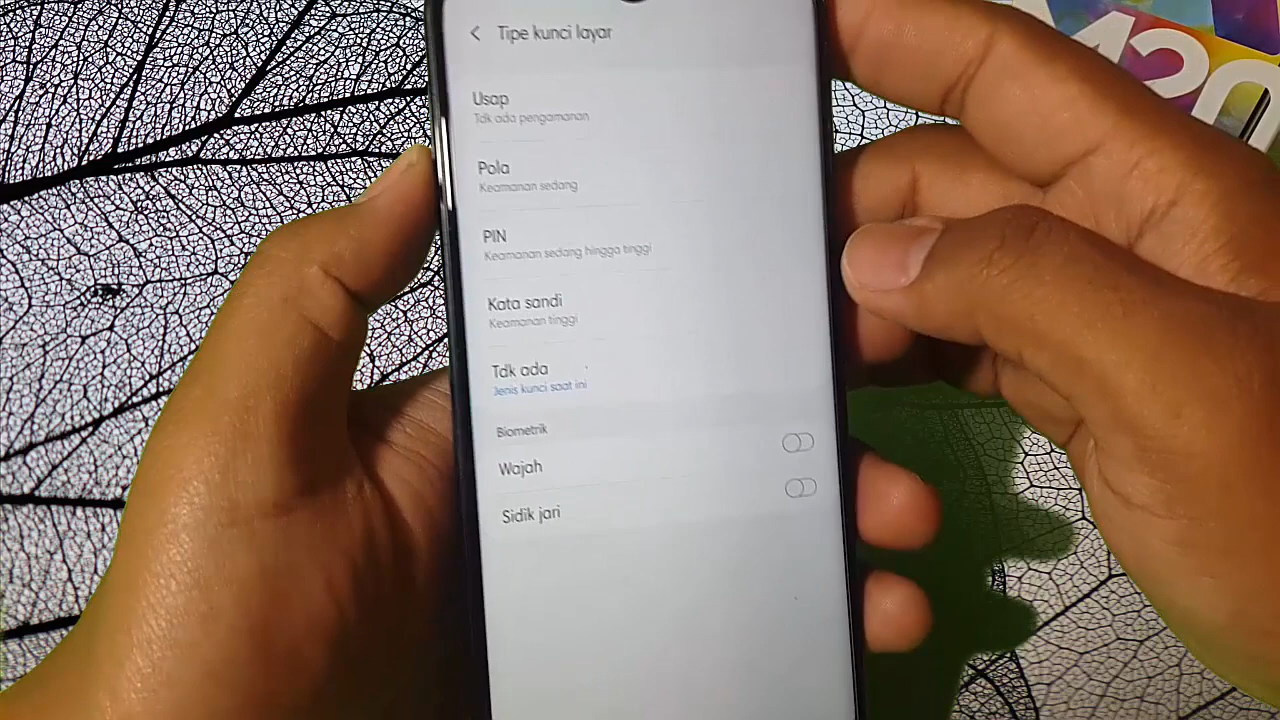 Tipe kunci layar
Usap
Tdk ada pengamanan
Pola
Keamanan sedang
PIN
Keamanan sedang hingga tinggi
Kata sandi
Keamanan tinggi
Tdk ada
Jenis kunci saat ini
Biometrik
Wajah
Sidik jari
A20